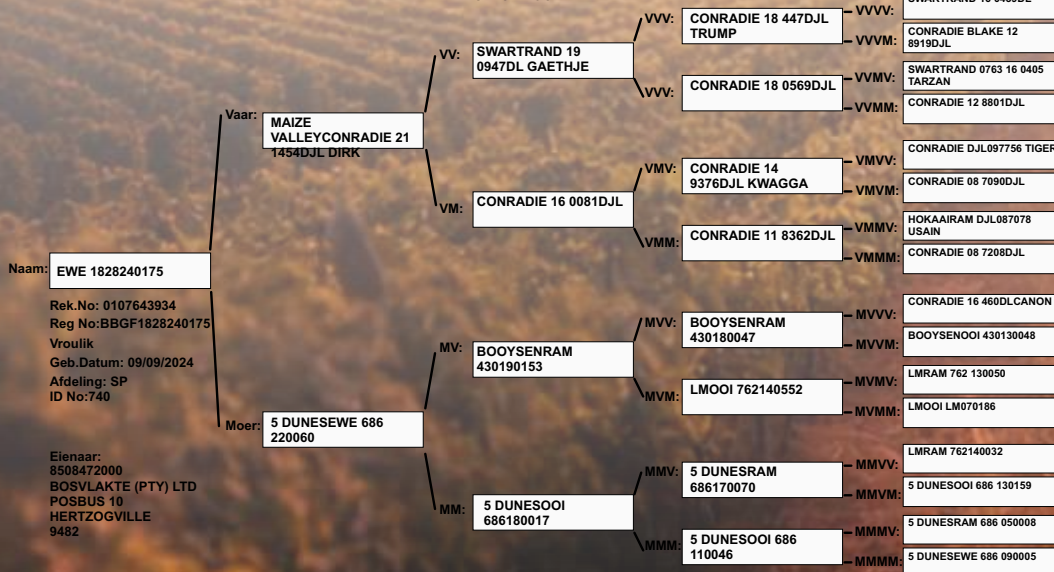 Naam:
EWE 1828240175
Rek.No: 0107643934
Reg No:BBGF1828240175
Vroulik
Geb.Datum: 09/09/2024
Afdeling: SP
ID No:740
Eienaar:
8508472000
BOSVLAKTE (PTY) LTD
POSBUS 10
HERTZOGVILLE
9482
Vaar:
MAIZE
VALLEYCONRADIE 21
1454DJL DIRK
Moer:
5 DUNESEWE 686
220060
VV:
SWARTRAND 19
0947DL GAETHJE
VM:
CONRADIE 16 0081DJL
MV:
BOOYSENRAM
430190153
MM:
5 DUNESOOI
686180017
VVV:
CONRADIE 18 447DJL
TRUMP
VVV:
CONRADIE 18 0569DJL
VMV:
CONRADIE 14
9376DJL KWAGGA
VMM:
CONRADIE 11 8362DJL
MVV:
BOOYSENRAM
430180047
MVM:
LMOOI 762140552
MMV:
5 DUNESRAM
686170070
MMM:
5 DUNESOOI 686
110046
VVVV:
VVVM:
CONRADIE BLAKE 12
8919DJL
VVMV:
SWARTRAND 0763 16 0405
TARZAN
VVMM:
CONRADIE 12 8801DJL
VMVV:
CONRADIE DJL097756 TIGER
VMVM:
CONRADIE 08 7090DJL
VMMV:
HOKAAIRAM DJL087078
USAIN
VMMM:
CONRADIE 08 7208DJL
MVVV:
CONRADIE 16 460DLCANON
MVVM:
BOOYSENOOI 430130048
MVMV:
LMRAM 762 130050
MVMM:
LMOOI LM070186
MMVV:
LMRAM 762140032
MMVM:
5 DUNESOOI 686 130159
MMMV:
5 DUNESRAM 686 050008
MMMM:
5 DUNESEWE 686 090005